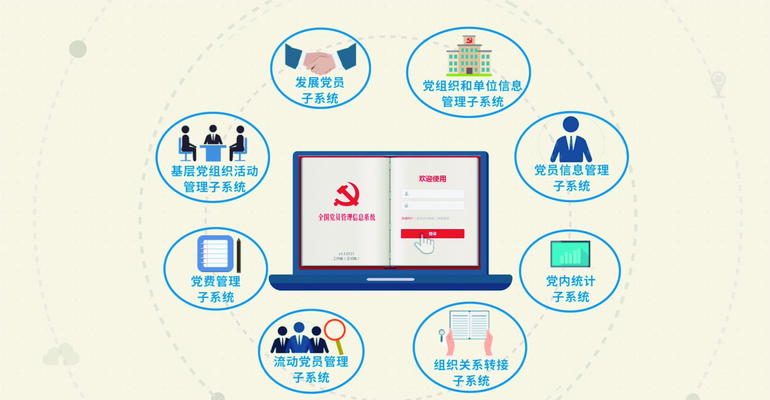 发展党员
子系统
党组织和单位信息
管理子系统
基层党组织活动
管理子系统
党员信息管理
子系统
全国党员管理信息系统
欢迎使用
登录
党费管理
子系统
党内统计
子系统
流动党员管理
子系统
组织关系转接
子系统